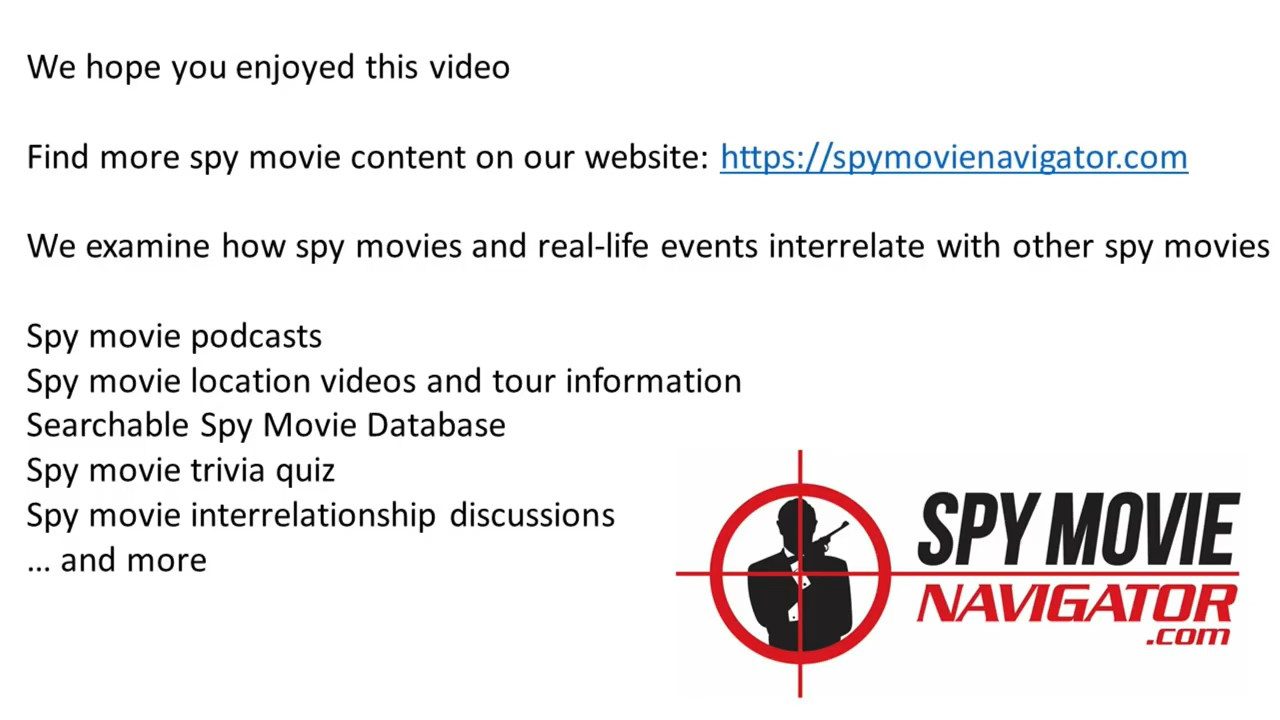 We hope you enjoyed this video
Find more spy movie content on our website: https://spymovienavigator.com
We examine how spy movies and real-life events interrelate with other spy movies
Spy movie podcasts
Spy movie location videos and tour information
Searchable Spy Movie Database
Spy movie trivia quiz
Spy movie interrelationship discussions
... and more
SPY MOVIE
NAVIGATOR
.com